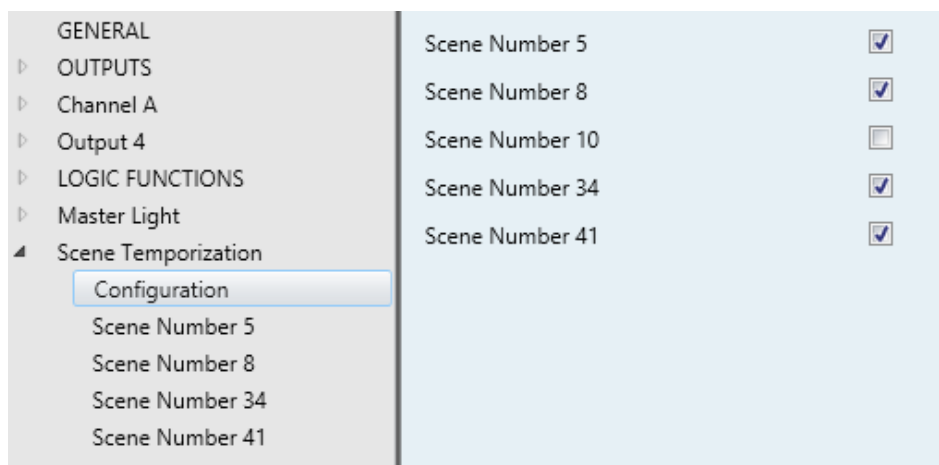 GENERAL
OUTPUTS
Channel A
Output 4
LOGIC FUNCTIONS
Master Light
Scene Temporization
Configuration
Scene Number 5
Scene Number 8
Scene Number 34
Scene Number 41
Scene Number 5
Scene Number 8
Scene Number 10
Scene Number 34
Scene Number 41